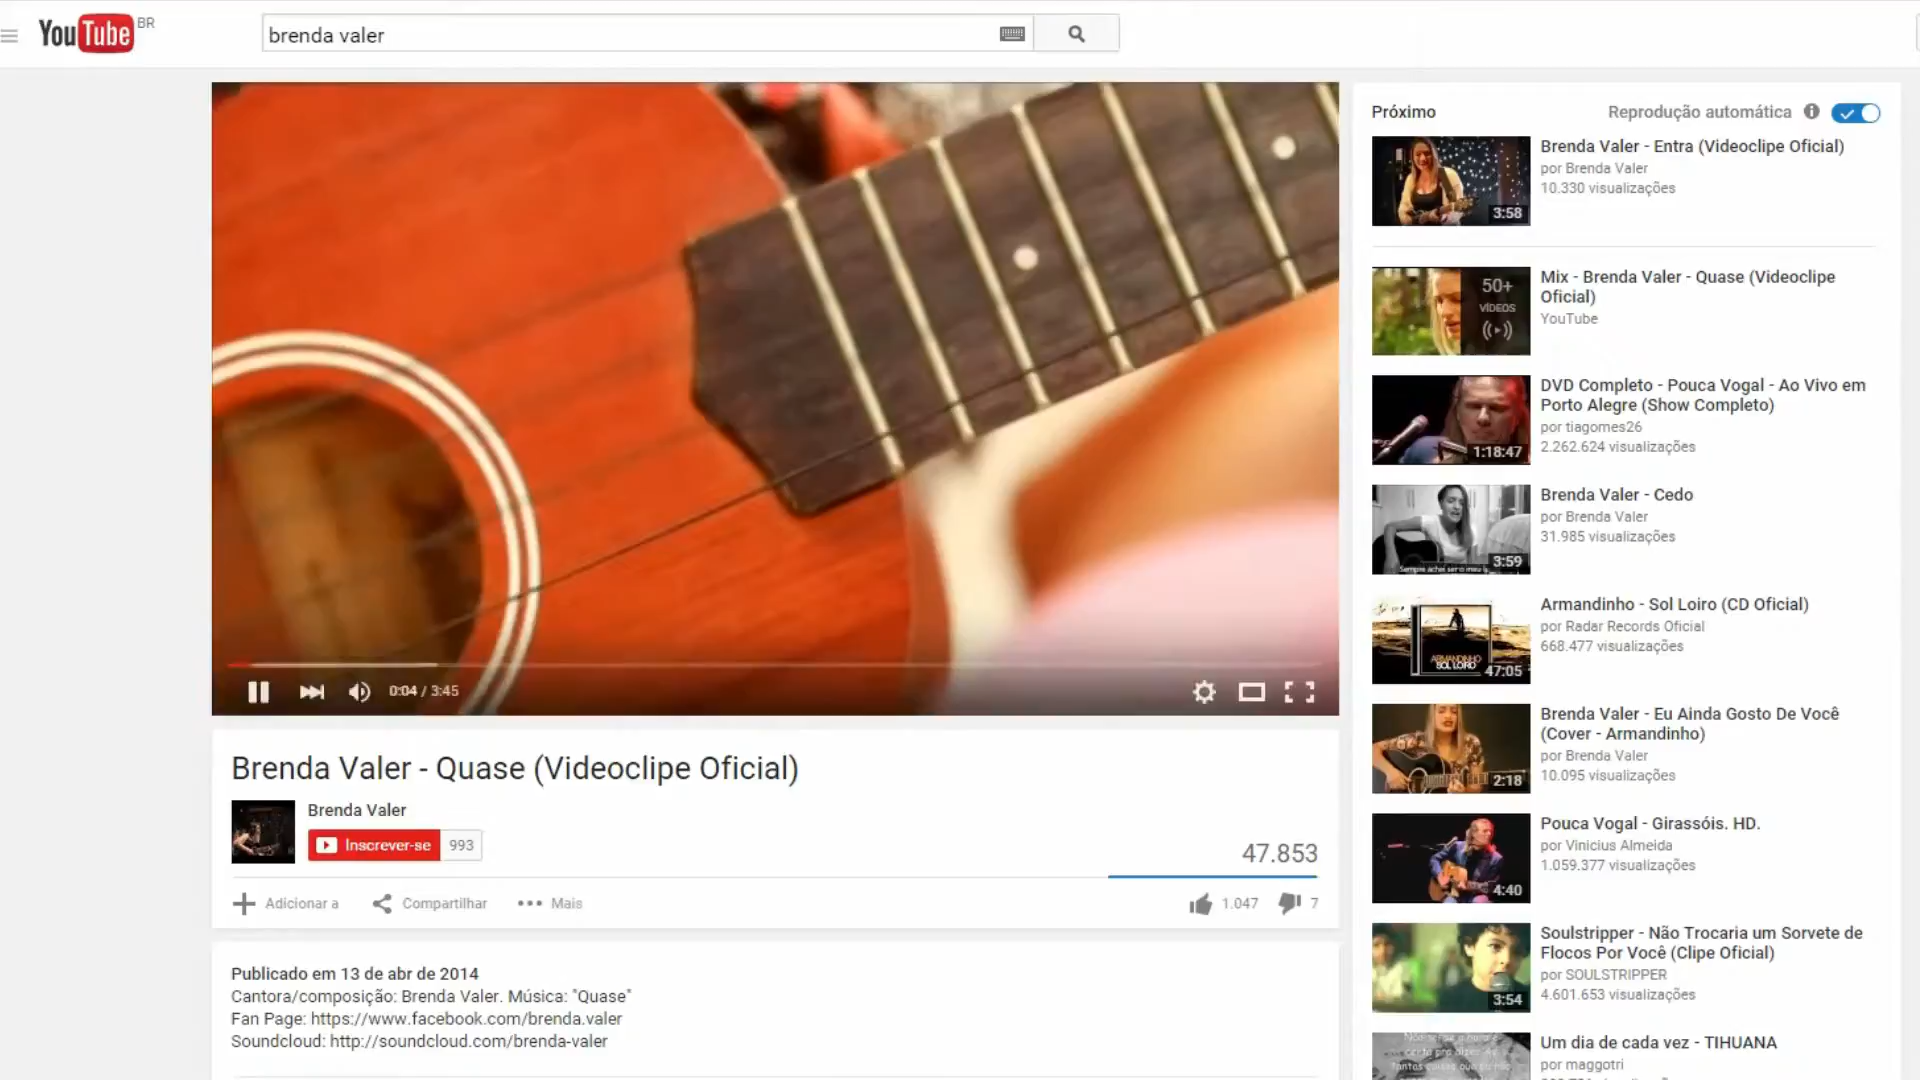 YouTube BR
brenda valer
0:04 / 3:45
Brenda Valer - Quase (Videoclipe Oficial)
Brenda Valer
Inscrever-se 993
47.853
Adicionar a Compartilhar Mais
1.047 7
Publicado em 13 de abr de 2014
Cantora/composição: Brenda Valer. Música: "Quase"
Fan Page: https://www.facebook.com/brenda.valer
Soundcloud: http://soundcloud.com/brenda-valer
Próximo Reprodução automática
Brenda Valer - Entra (Videoclipe Oficial)
por Brenda Valer
10.330 visualizações
3:58
Mix - Brenda Valer - Quase (Videoclipe
Oficial)
YouTube
50+
VÍDEOS
DVD Completo - Pouca Vogal - Ao Vivo em
Porto Alegre (Show Completo)
por tiagomes26
2.262.624 visualizações
1:18:47
Brenda Valer - Cedo
por Brenda Valer
31.985 visualizações
3:59
Sempre achei ser o meu
Armandinho - Sol Loiro (CD Oficial)
por Radar Records Oficial
668.477 visualizações
ARMANDINHO
SOL LOIRO
47:05
Brenda Valer - Eu Ainda Gosto De Você
(Cover - Armandinho)
por Brenda Valer
10.095 visualizações
2:18
Pouca Vogal - Girassóis. HD.
por Vinicius Almeida
1.059.377 visualizações
4:40
Soulstripper - Não Trocaria um Sorvete de
Flocos Por Você (Clipe Oficial)
por SOULSTRIPPER
4.601.653 visualizações
3:54
Um dia de cada vez - TIHUANA
por maggotri